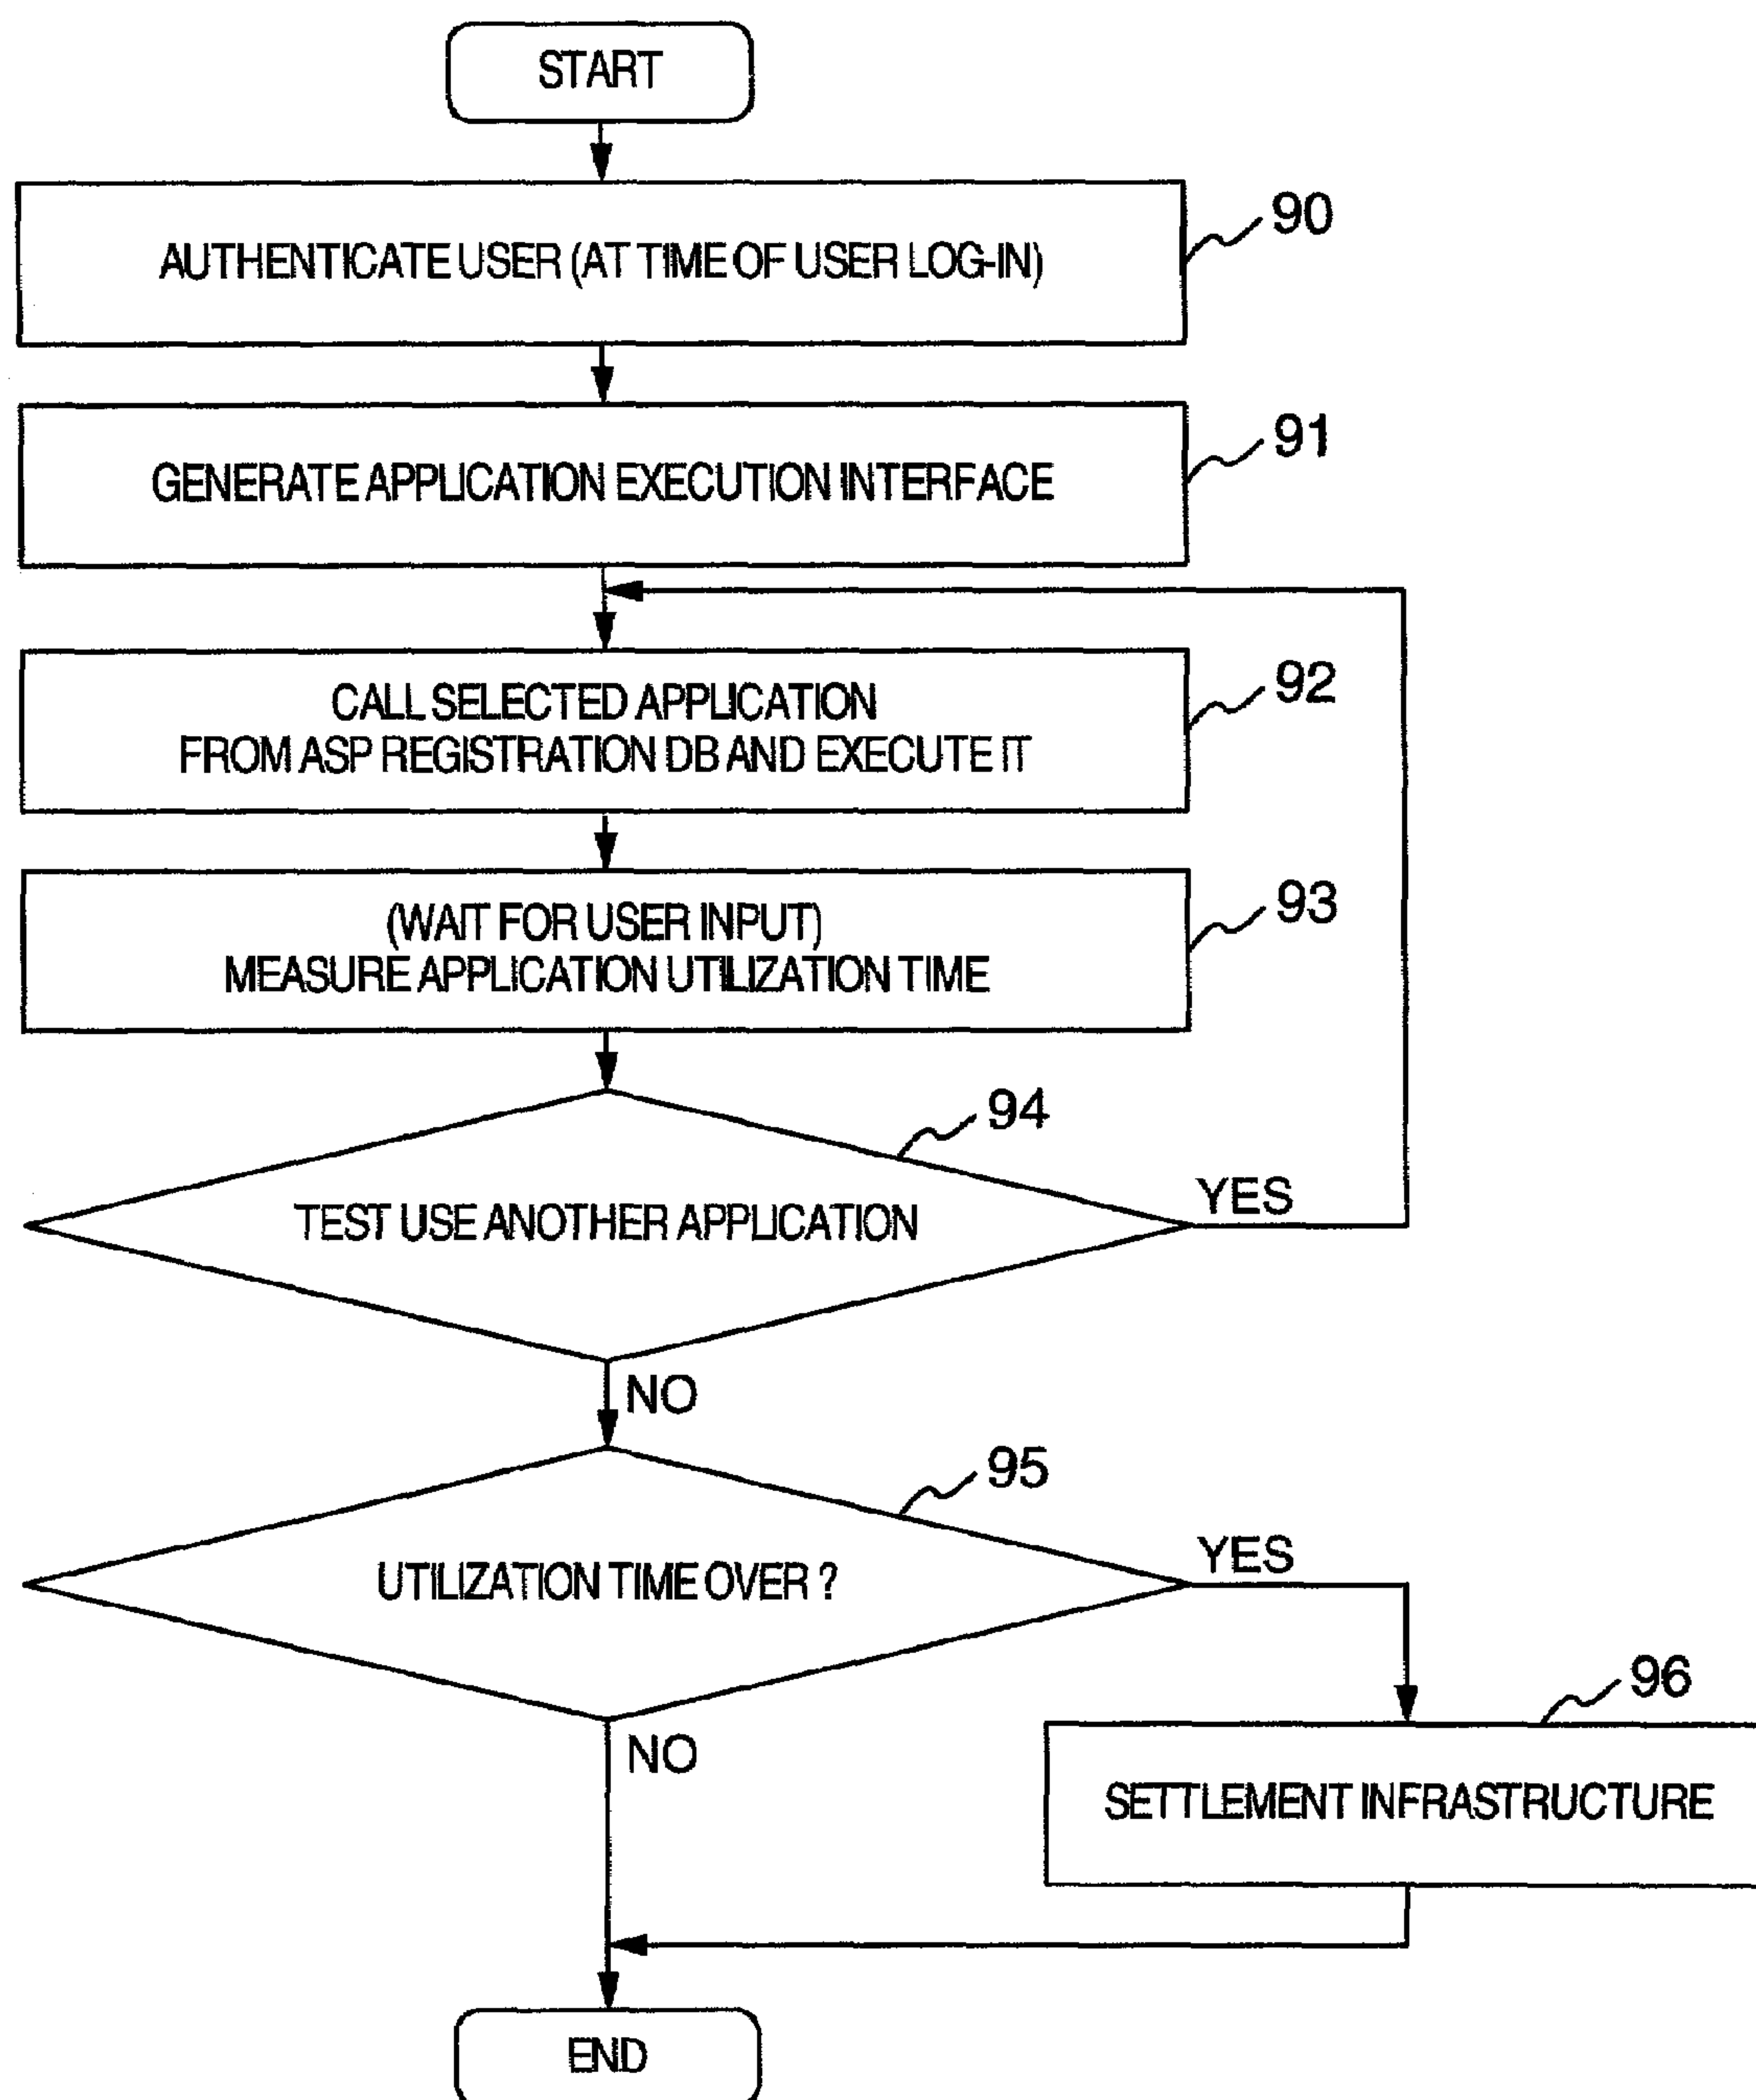 START
AUTHENTICATE USER (AT TIME OF USER LOG-IN)
90
GENERATE APPLICATION EXECUTION INTERFACE
91
CALL SELECTED APPLICATION
FROM ASP REGISTRATION DB AND EXECUTE IT
92
(WAIT FOR USER INPUT)
MEASURE APPLICATION UTILIZATION TIME
93
94
TEST USE ANOTHER APPLICATION
YES
NO
95
UTILIZATION TIME OVER ?
YES
NO
96
SETTLEMENT INFRASTRUCTURE
END